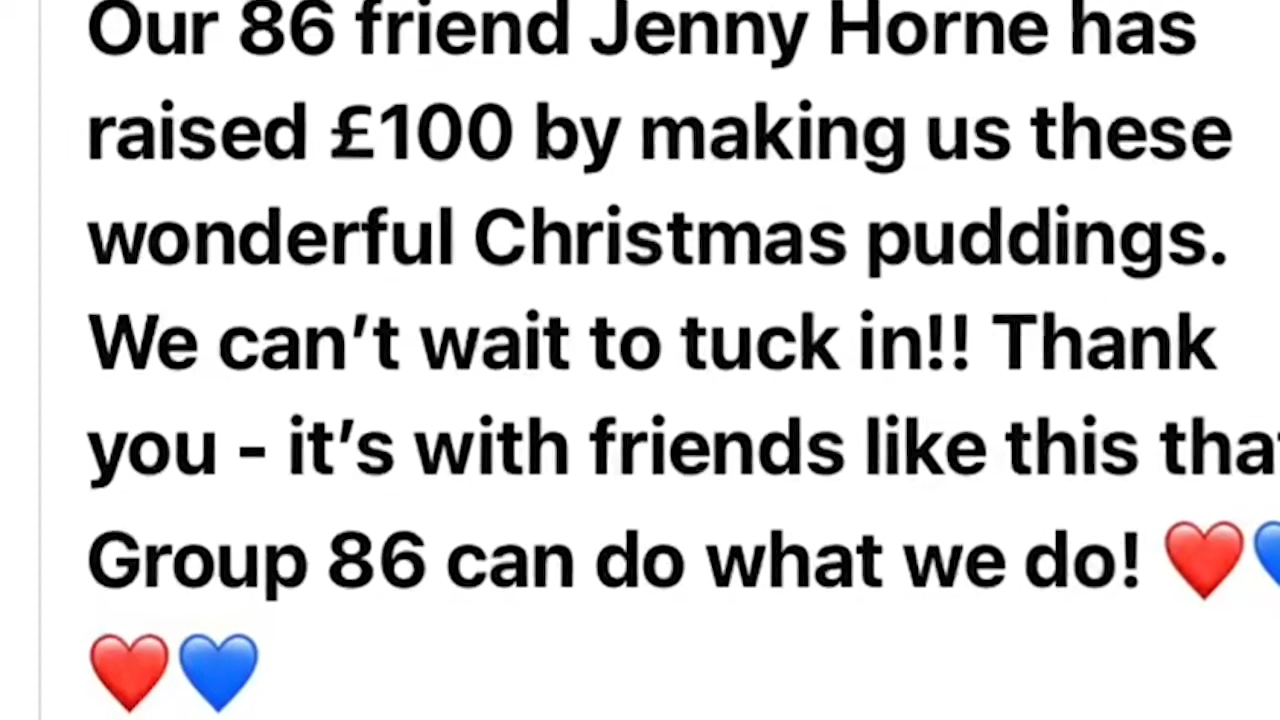 Our 86 friend Jenny Horne has
raised £100 by making us these
wonderful Christmas puddings.
We can’t wait to tuck in!! Thank
you - it’s with friends like this that
Group 86 can do what we do! ❤️💙
❤️💙